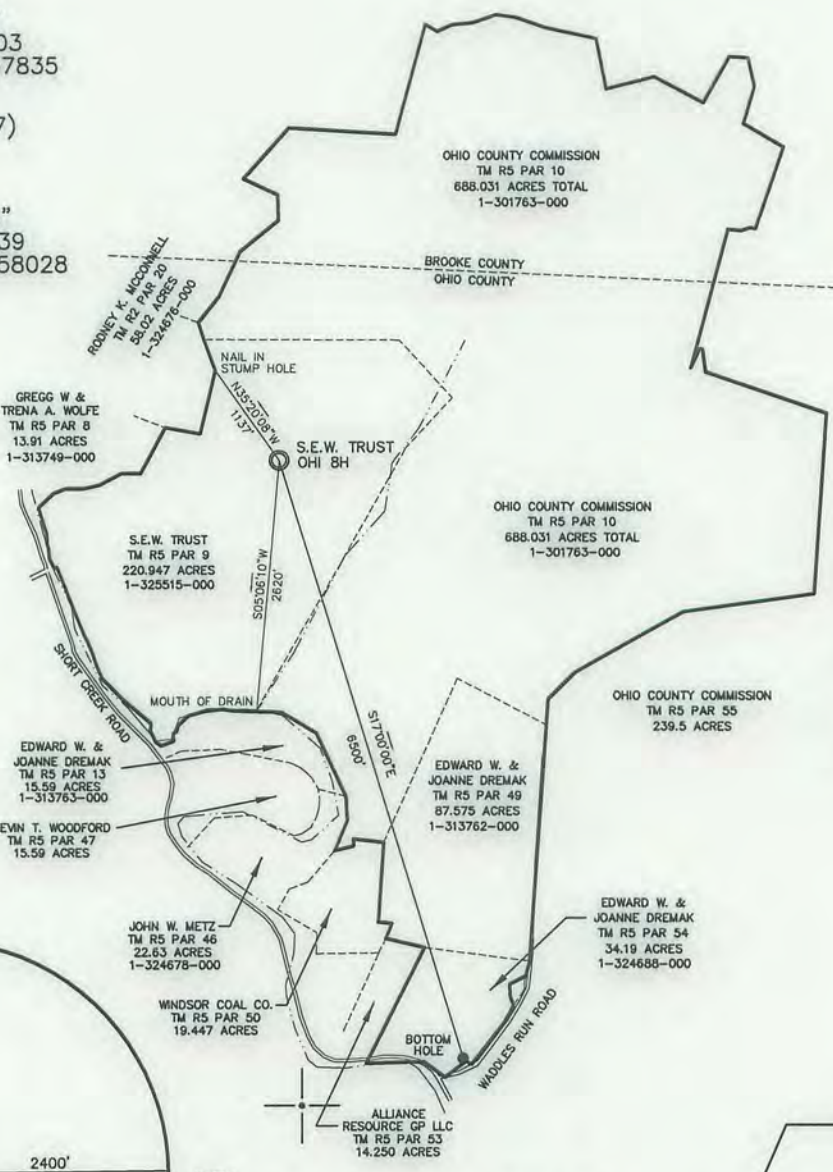 03
7835
7)
"
39
58028
OHIO COUNTY COMMISSION
TM R5 PAR 10
688.031 ACRES TOTAL
1-301763-000
BROOKE COUNTY
OHIO COUNTY
RODNEY K. MCCONNELL
TM R2 PAR 20
58.02 ACRES
1-324676-000
NAIL IN
STUMP HOLE
N35°20'08"W
1137'
GREGG W &
TRENA A. WOLFE
TM R5 PAR 8
13.91 ACRES
1-313749-000
S.E.W. TRUST
OHI 8H
S.E.W. TRUST
TM R5 PAR 9
220.947 ACRES
1-325515-000
S05°06'10"W
2620'
OHIO COUNTY COMMISSION
TM R5 PAR 10
688.031 ACRES TOTAL
1-301763-000
SHORT CREEK ROAD
MOUTH OF DRAIN
S17°00'00"E
6500'
OHIO COUNTY COMMISSION
TM R5 PAR 55
239.5 ACRES
EDWARD W. &
JOANNE DREMAK
TM R5 PAR 13
15.59 ACRES
1-313763-000
EDWARD W. &
JOANNE DREMAK
TM R5 PAR 49
87.575 ACRES
1-313762-000
EVIN T. WOODFORD
TM R5 PAR 47
15.59 ACRES
JOHN W. METZ
TM R5 PAR 46
22.63 ACRES
1-324678-000
EDWARD W. &
JOANNE DREMAK
TM R5 PAR 54
34.19 ACRES
1-324688-000
WINDSOR COAL CO.
TM R5 PAR 50
19.447 ACRES
BOTTOM
HOLE
WADDLES RUN ROAD
ALLIANCE
RESOURCE GP LLC
TM R5 PAR 53
14.250 ACRES
2400'